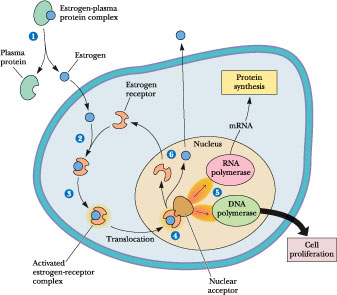 Estrogen-plasma
protein complex
1
Plasma
protein
Estrogen
Estrogen
receptor
2
3
Protein
synthesis
mRNA
6
Nucleus
RNA
polymerase
5
DNA
polymerase
4
Translocation
Activated
estrogen-receptor
complex
Nuclear
acceptor
Cell
proliferation